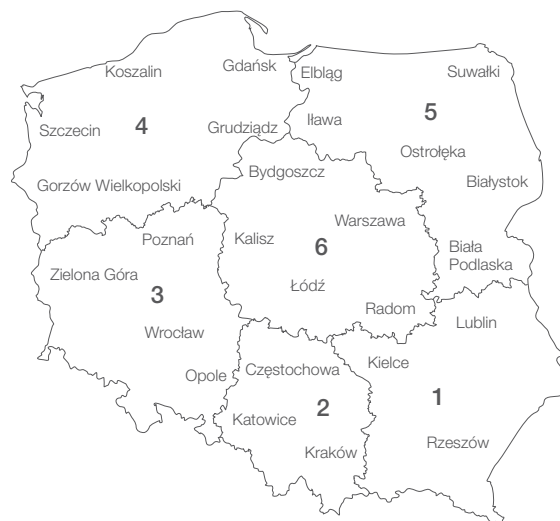 Koszalin
Gdańsk
Elbląg
Suwałki
Szczecin
4
Grudziądz
Iława
5
Ostrołęka
Gorzów Wielkopolski
Bydgoszcz
Białystok
Poznań
Kalisz
Warszawa
6
Biała
Podlaska
Zielona Góra
3
Łódź
Radom
Lublin
Wrocław
Opole
Częstochowa
Kielce
Katowice
2
1
Kraków
Rzeszów